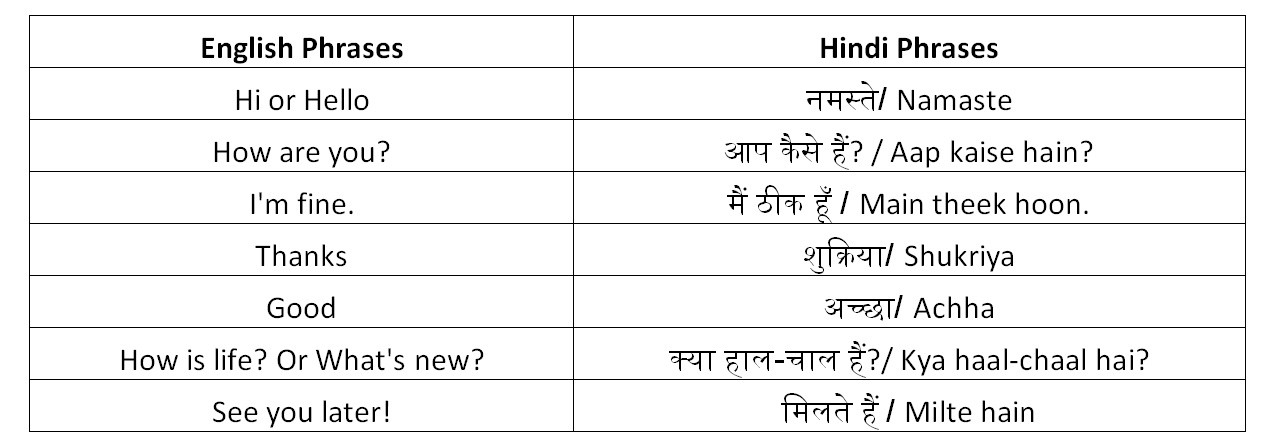 English Phrases Hindi Phrases
Hi or Hello नमस्ते/ Namaste
How are you? आप कैसे हैं? / Aap kaise hain?
I'm fine. मैं ठीक हूँ / Main theek hoon.
Thanks शुक्रिया/ Shukriya
Good अच्छा/ Achha
How is life? Or What's new? क्या हाल-चाल हैं?/ Kya haal-chaal hai?
See you later! मिलते हैं / Milte hain